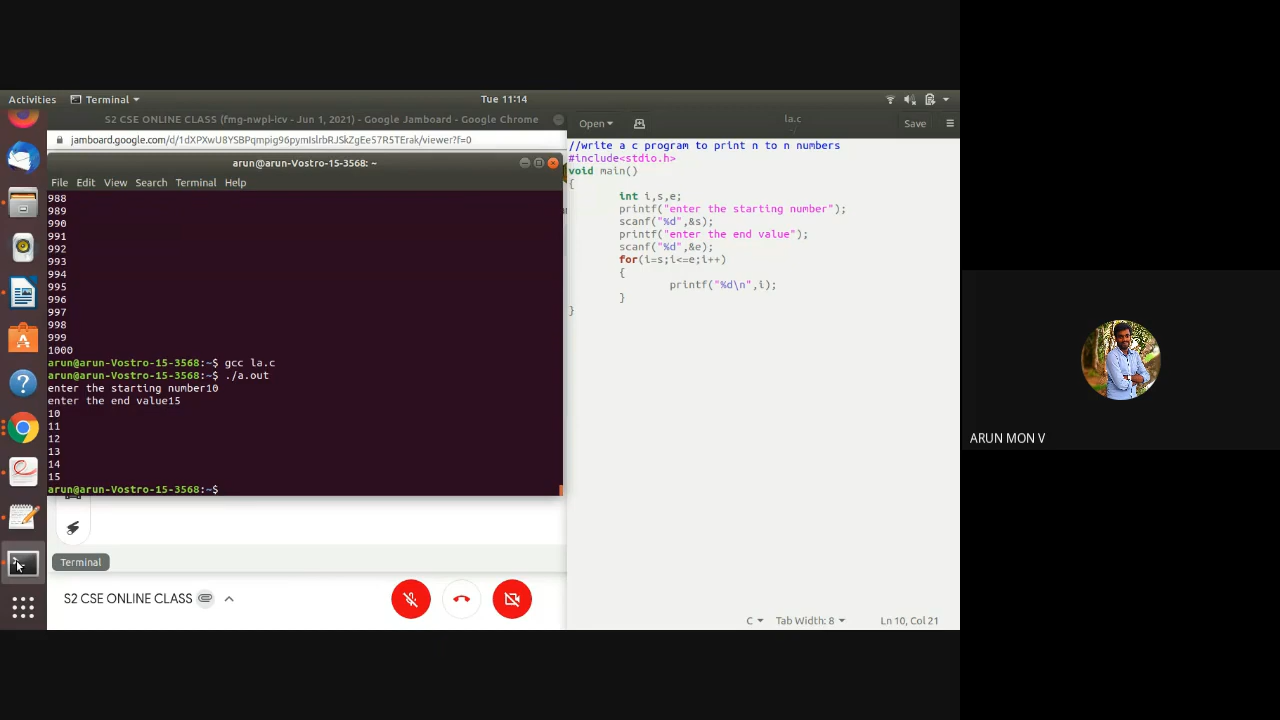 Activities
Terminal
Tue 11:14
S2 CSE ONLINE CLASS (fmg-nwpi-icv - Jun 1, 2021) - Google Jamboard - Google Chrome
jamboard.google.com/d/1dXPXwU8YSBPqmpig96pymIslrbRJSkZgEe57R5TErak/viewer?f=0
arun@arun-Vostro-15-3568: ~
File Edit View Search Terminal Help
988
989
990
991
992
993
994
995
996
997
998
999
1000
arun@arun-Vostro-15-3568:~$ gcc la.c
arun@arun-Vostro-15-3568:~$ ./a.out
enter the starting number10
enter the end value15
10
11
12
13
14
15
arun@arun-Vostro-15-3568:~$
Terminal
S2 CSE ONLINE CLASS
Open
la.c
~/
Save
//write a c program to print n to n numbers
#include<stdio.h>
void main()
{
int i,s,e;
printf("enter the starting number");
scanf("%d",&s);
printf("enter the end value");
scanf("%d",&e);
for(i=s;i<=e;i++)
{
printf("%d\n",i);
}
}
C
Tab Width: 8
Ln 10, Col 21
ARUN MON V